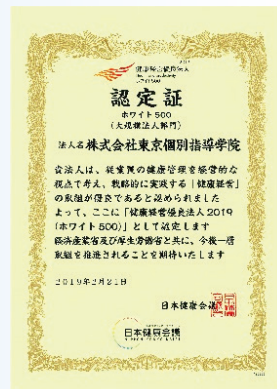 健康経営優良法人
認定証
ホワイト500
(大規模法人部門)
法人名 株式会社東京個別指導学院
貴法人は、従業員の健康管理を経営的な
視点で考え、戦略的に実践する「健康経営」
の取組が優良であると認められました
よって、ここに「健康経営優良法人2019
(ホワイト500)」として認定します
経済産業省及び厚生労働省と共に、今後一層
取組を推進されることを期待いたします
2019年2月21日
日本健康会議
日本健康会議